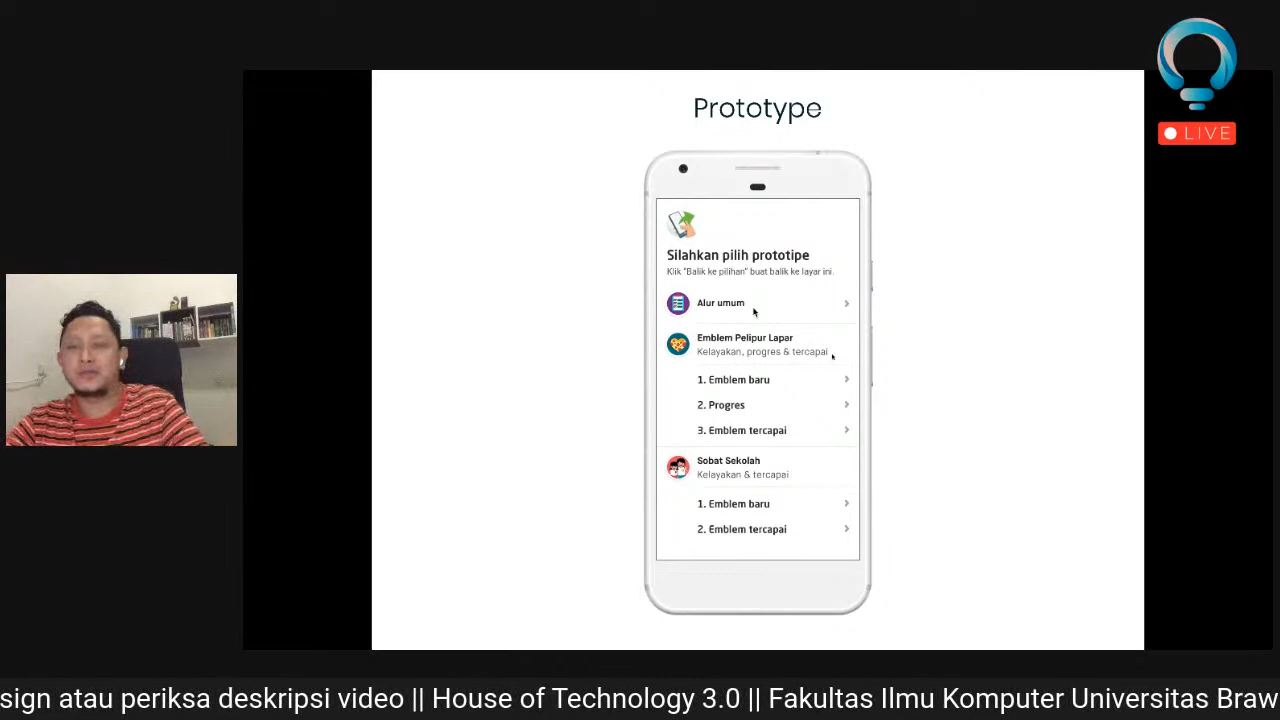 Prototype
LIVE
Silahkan pilih prototipe
Klik "Balik ke pilihan" buat balik ke layar ini.
Alur umum
Emblem Pelipur Lapar
Kelayakan, progres & tercapai
1. Emblem baru
2. Progres
3. Emblem tercapai
Sobat Sekolah
Kelayakan & tercapai
1. Emblem baru
2. Emblem tercapai
sign atau periksa deskripsi video || House of Technology 3.0 || Fakultas Ilmu Komputer Universitas Braw